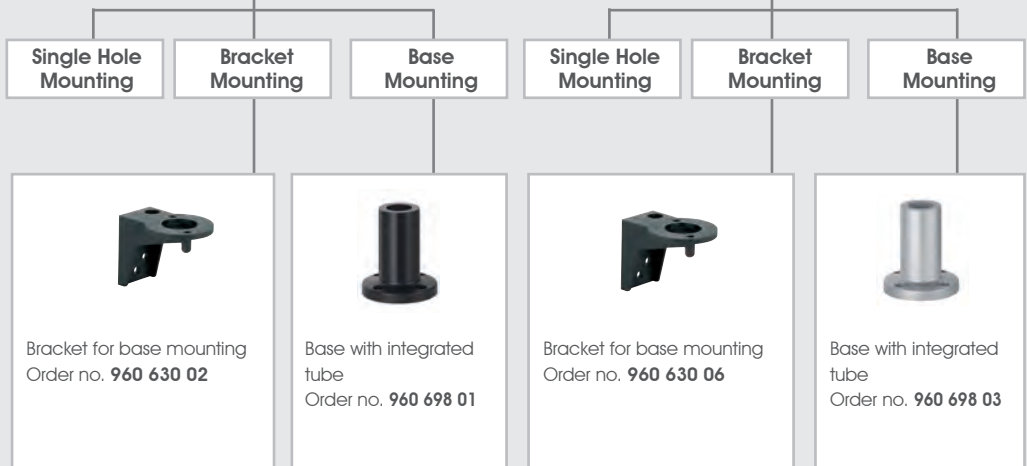 Single Hole
Mounting
Bracket
Mounting
Base
Mounting
Single Hole
Mounting
Bracket
Mounting
Base
Mounting
Bracket for base mounting
Order no. 960 630 02
Base with integrated
tube
Order no. 960 698 01
Bracket for base mounting
Order no. 960 630 06
Base with integrated
tube
Order no. 960 698 03